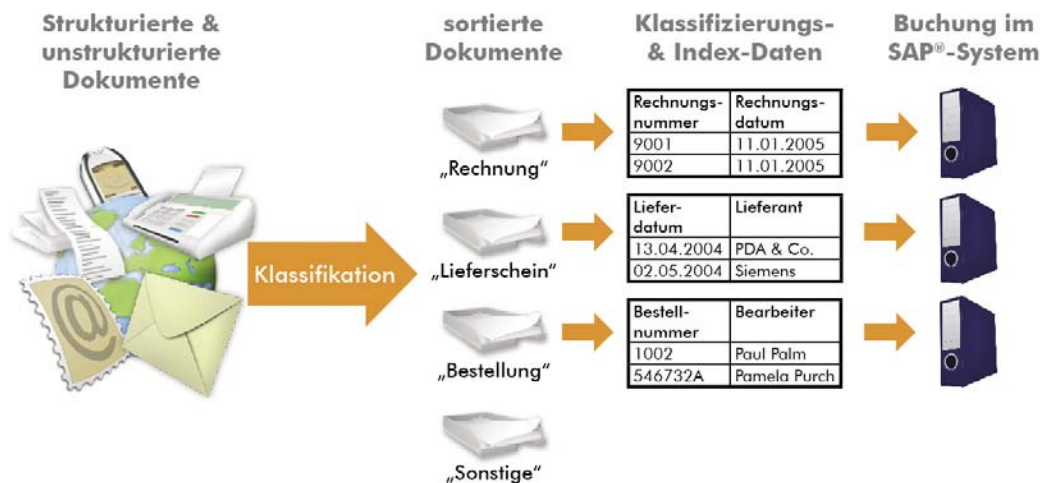 Strukturierte &
unstrukturierte
Dokumente
sortierte
Dokumente
Klassifizierungs-
& Index-Daten
Buchung im
SAP®-System
Klassifikation
„Rechnung“
Rechnungs-
nummer
Rechnungs-
datum
9001 11.01.2005
9002 11.01.2005
„Lieferschein“
Liefer-
datum
Lieferant
13.04.2004 PDA & Co.
02.05.2004 Siemens
„Bestellung“
Bestell-
nummer
Bearbeiter
1002 Paul Palm
546732A Pamela Purch
„Sonstige“
@